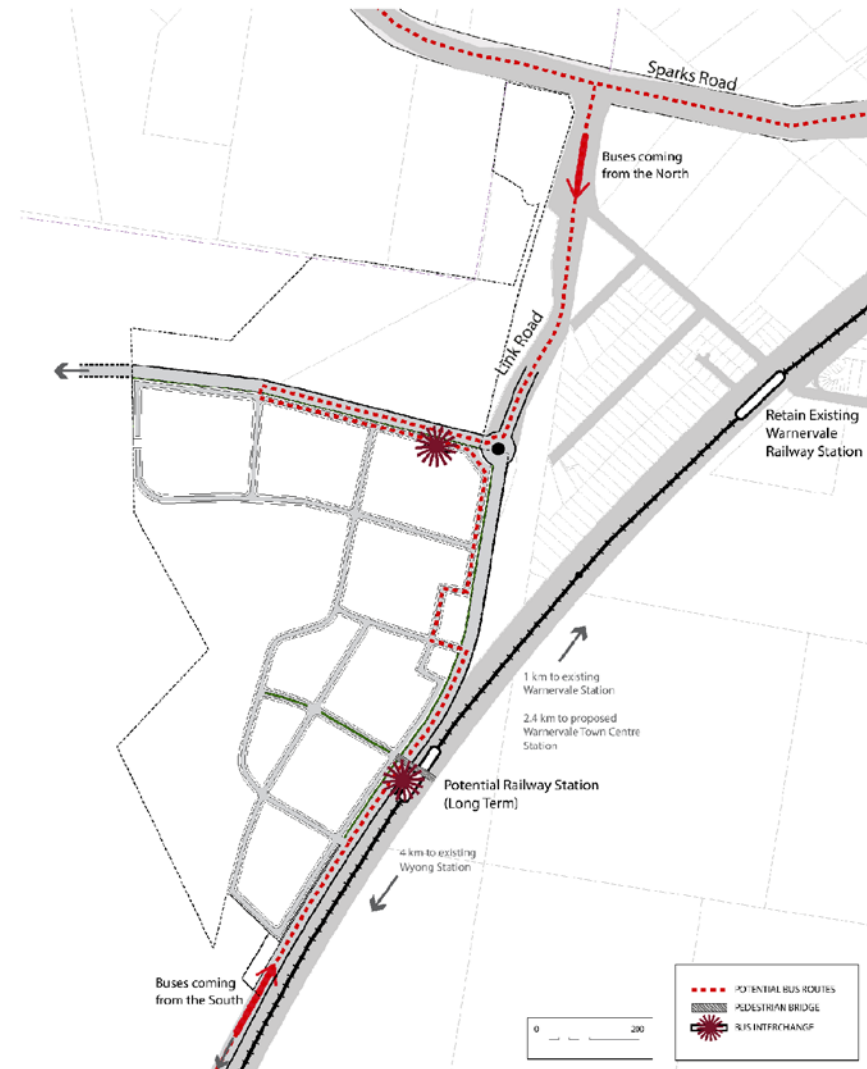 Sparks Road
Buses coming
from the North
Link Road
Retain Existing
Warnervale
Railway Station
1 km to existing
Warnervale Station
2.4 km to proposed
Warnervale Town Centre
Station
Potential Railway Station
(Long Term)
4 km to existing
Wyong Station
Buses coming
from the South
0 200
POTENTIAL BUS ROUTES
PEDESTRIAN BRIDGE
BUS INTERCHANGE